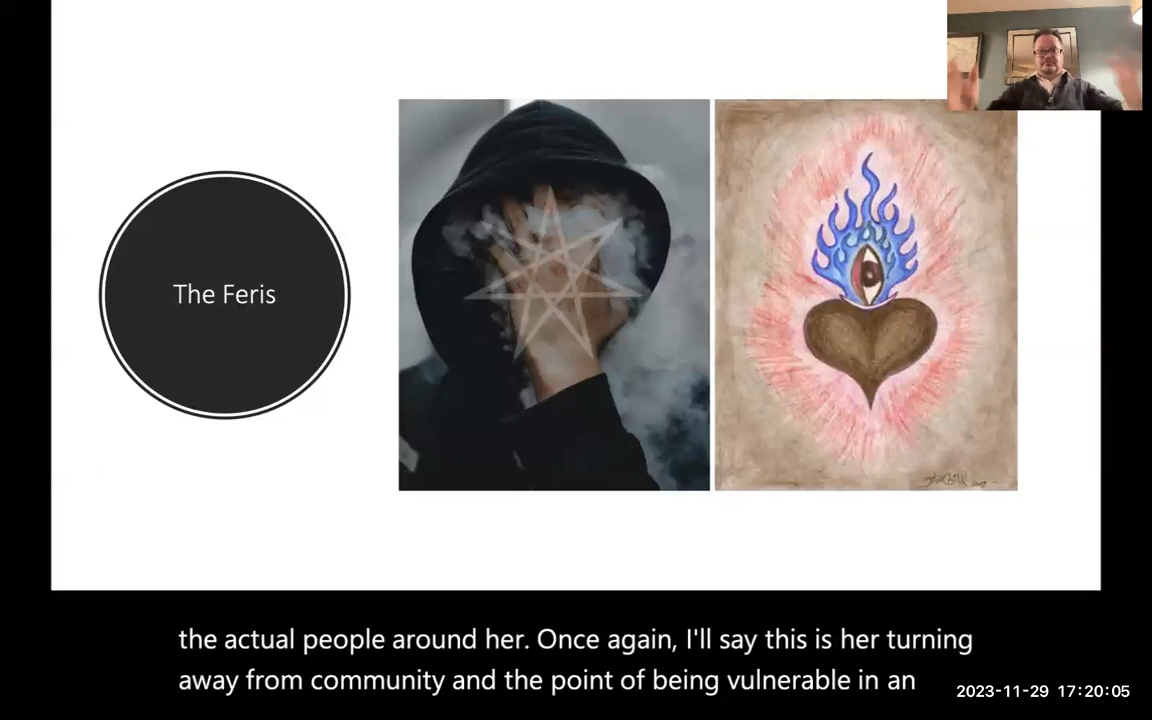 The Feris
the actual people around her. Once again, I'll say this is her turning
away from community and the point of being vulnerable in an
2023-11-29 17:20:05